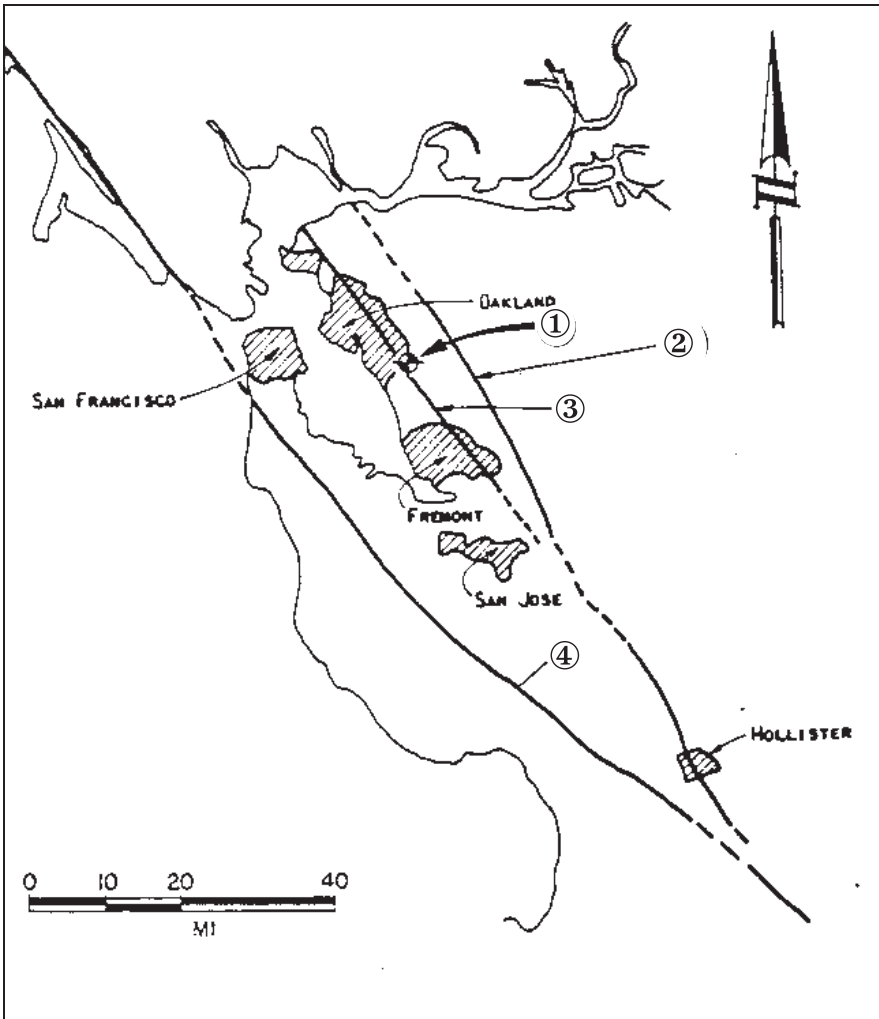 OAKLAND
①
②
SAN FRANCISCO
③
FREMONT
SAN JOSE
④
HOLLISTER
0 10 20 40
MI